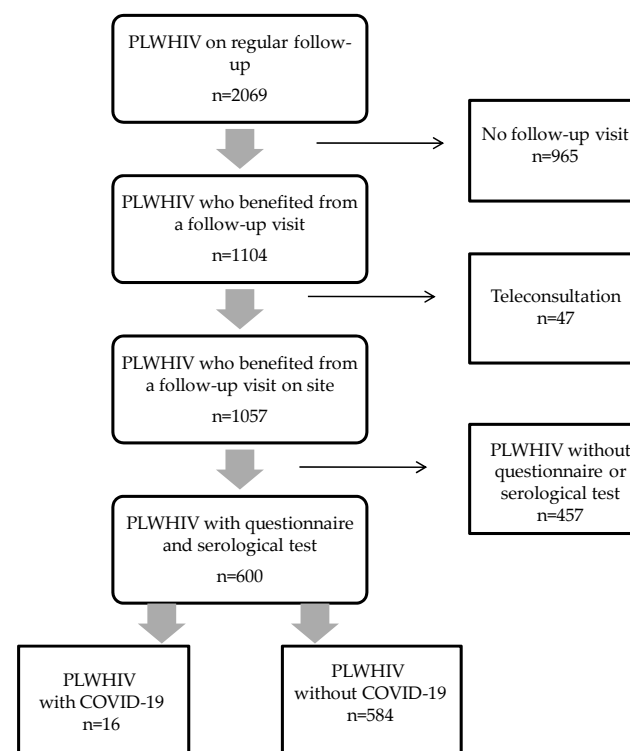 PLWHIV on regular follow-
up
n=2069
No follow-up visit
n=965
PLWHIV who benefited from
a follow-up visit
n=1104
Teleconsultation
n=47
PLWHIV who benefited from
a follow-up visit on site
n=1057
PLWHIV without
questionnaire or
serological test
n=457
PLWHIV with questionnaire
and serological test
n=600
PLWHIV
with COVID-19
n=16
PLWHIV
without COVID-19
n=584